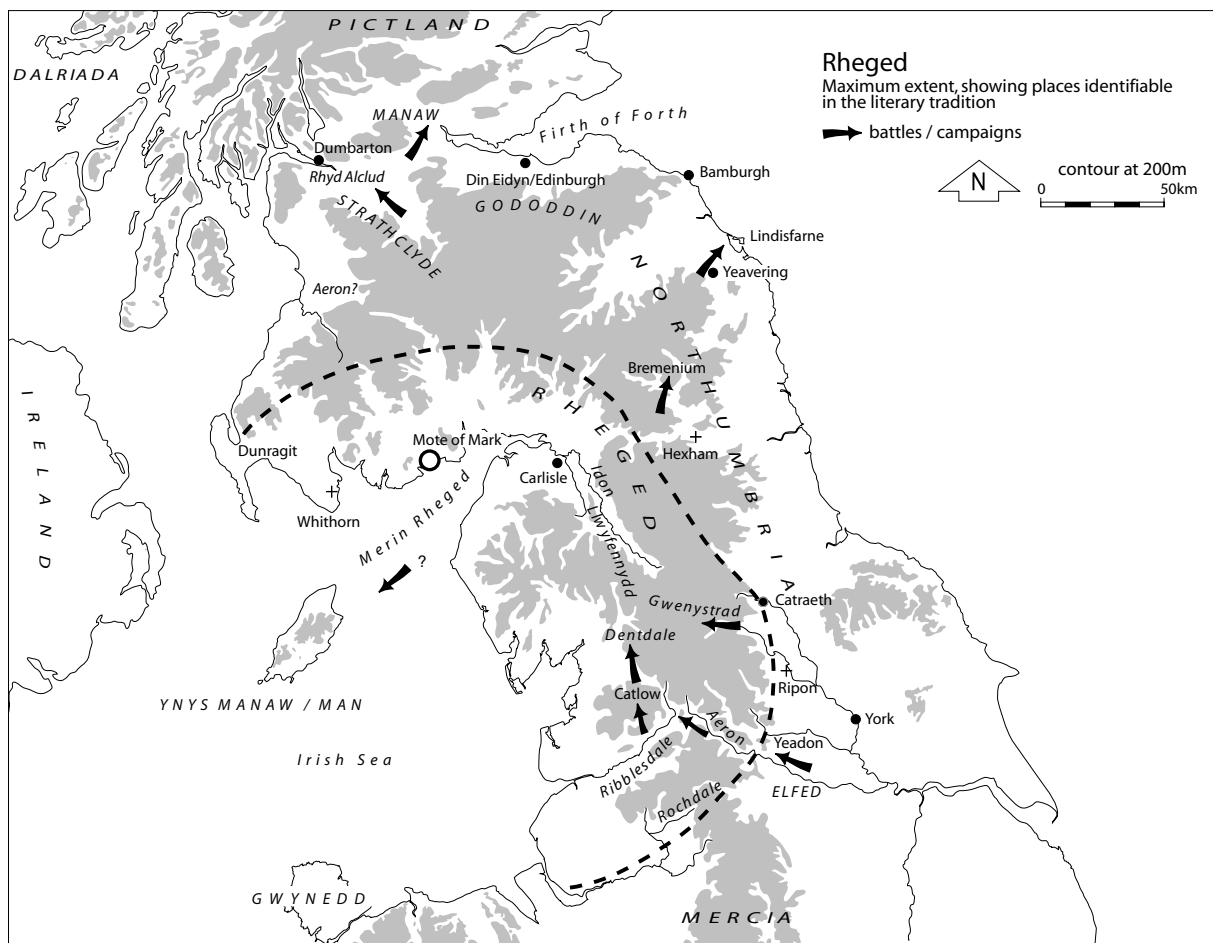 PICTLAND
DALRIADA
Rheged
Maximum extent, showing places identifiable
in the literary tradition
battles / campaigns
N
contour at 200m
0 50km
MANAW
Firth of Forth
Dumbarton
Rhyd Alclud
Din Eidyn/Edinburgh
Bamburgh
GODODDIN
STRATHCLYDE
Lindisfarne
Yeavering
Aeron?
NORTHUMBRIA
Bremenium
RHEGED
IRELAND
Dunragit
Mote of Mark
Hexham
Carlisle
Idon
Whithorn
Merin Rheged
Llwyfennydd
?
Gwenystrad
Catraeth
Dentdale
Ripon
Catlow
YNYS MANAW / MAN
Aeron
York
Yeadon
Irish Sea
Ribblesdale
ELFED
Rochdale
GWYNEDD
MERCIA